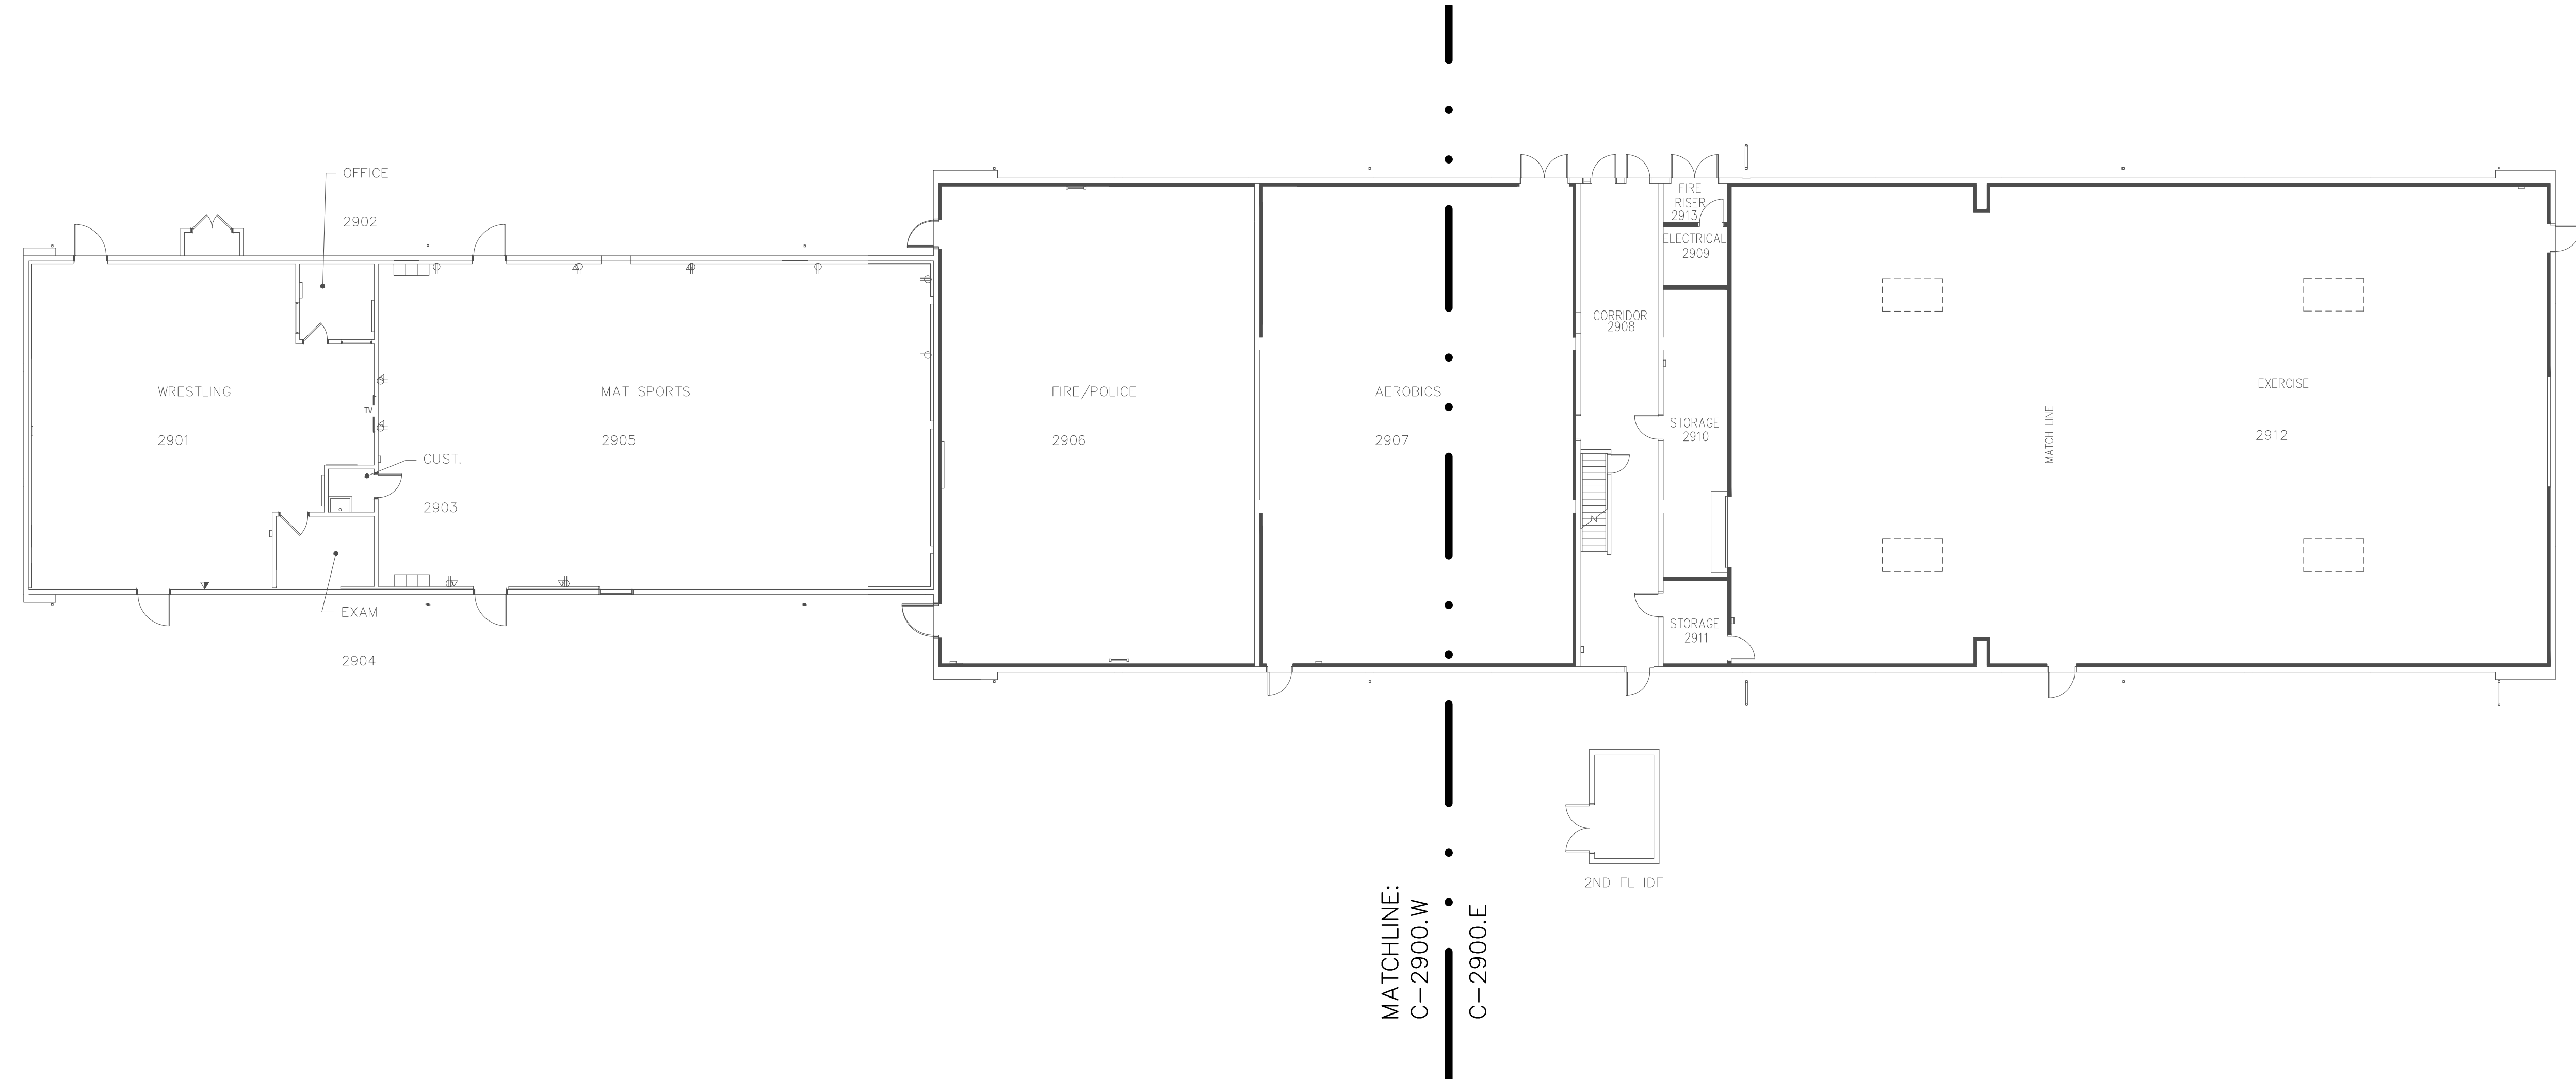 OFFICE
2902
WRESTLING
2901
TV
MAT SPORTS
2905
CUST.
2903
EXAM
2904
FIRE/POLICE
2906
AEROBICS
2907
CORRIDOR
2908
FIRE
RISER
2913
ELECTRICAL
2909
STORAGE
2910
STORAGE
2911
MATCH LINE
EXERCISE
2912
2ND FL IDF
MATCHLINE:
C-2900.W
C-2900.E